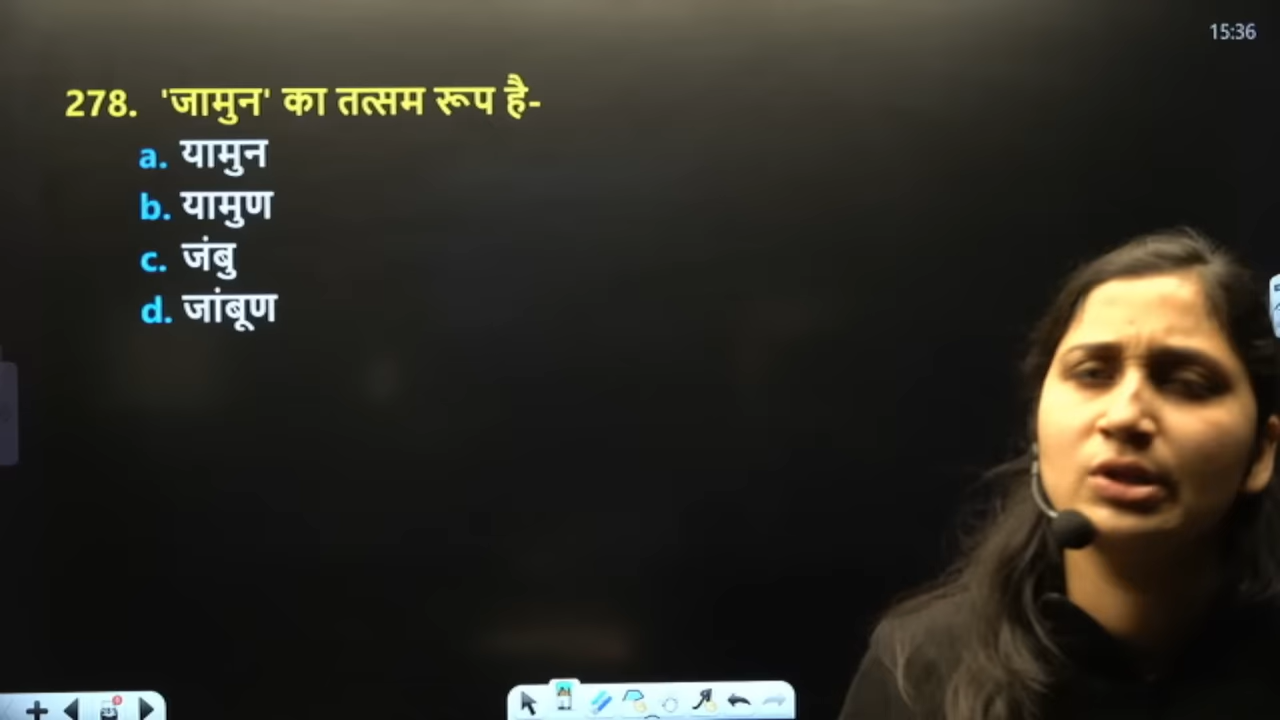 15:36
278. 'जामुन' का तत्सम रूप है-
a. यामुन
b. यामुण
c. जंबु
d. जांबूण